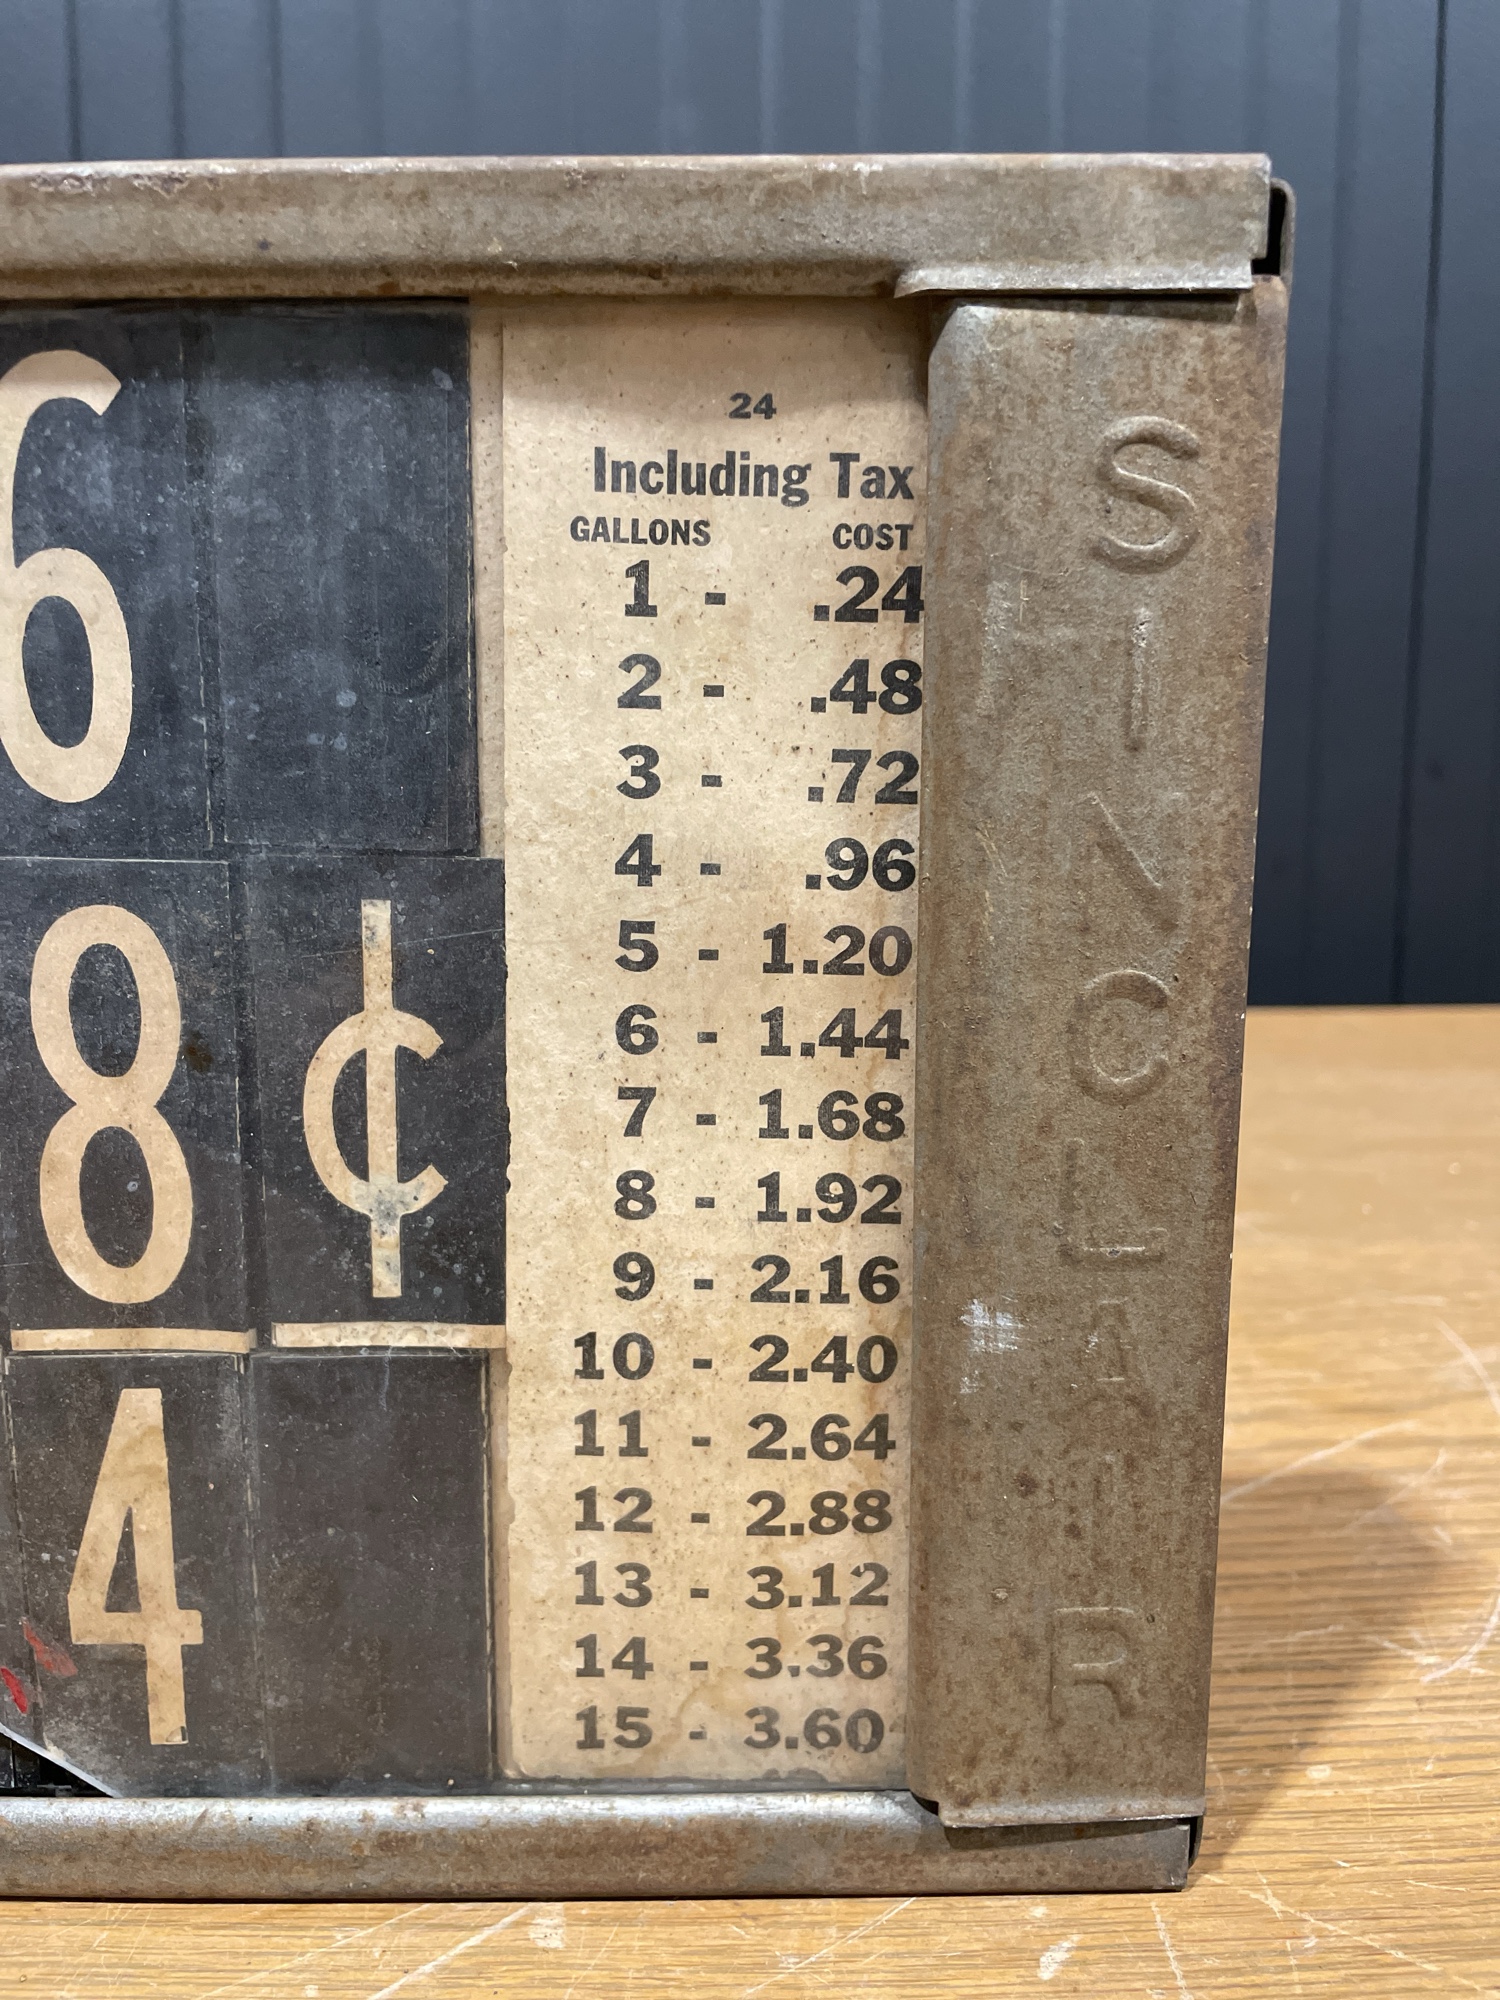 6
8¢
4
24
Including Tax
GALLONS COST
1 - .24
2 - .48
3 - .72
4 - .96
5 - 1.20
6 - 1.44
7 - 1.68
8 - 1.92
9 - 2.16
10 - 2.40
11 - 2.64
12 - 2.88
13 - 3.12
14 - 3.36
15 - 3.60
SINCLAIR